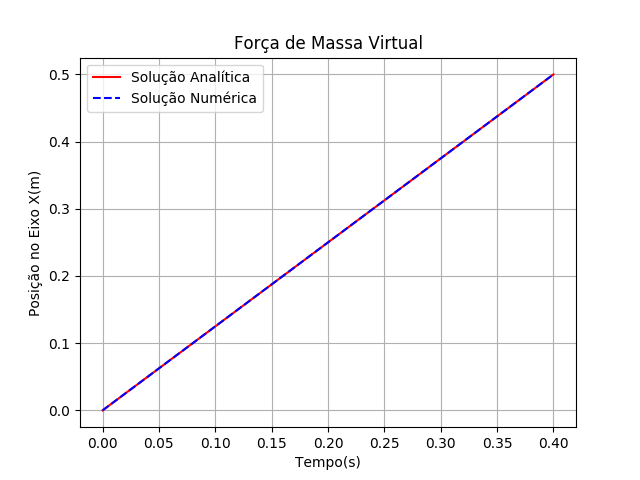 Força de Massa Virtual
Solução Analítica
Solução Numérica
Posição no Eixo X(m)
0.5
0.4
0.3
0.2
0.1
0.0
0.00 0.05 0.10 0.15 0.20 0.25 0.30 0.35 0.40
Tempo(s)